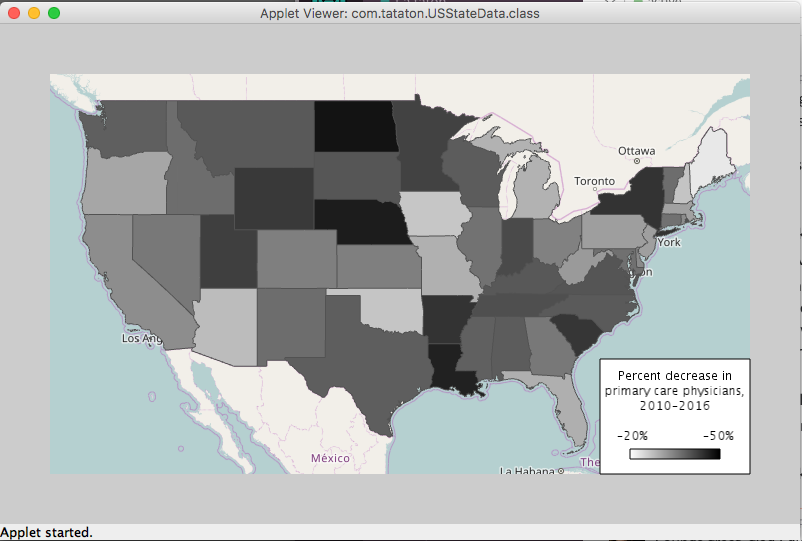 Applet Viewer: com.tataton.USStateData.class
Ottawa
Toronto
York
Los Ang
Percent decrease in
primary care physicians,
2010-2016
-20% -50%
México
The
La Habana
Applet started.